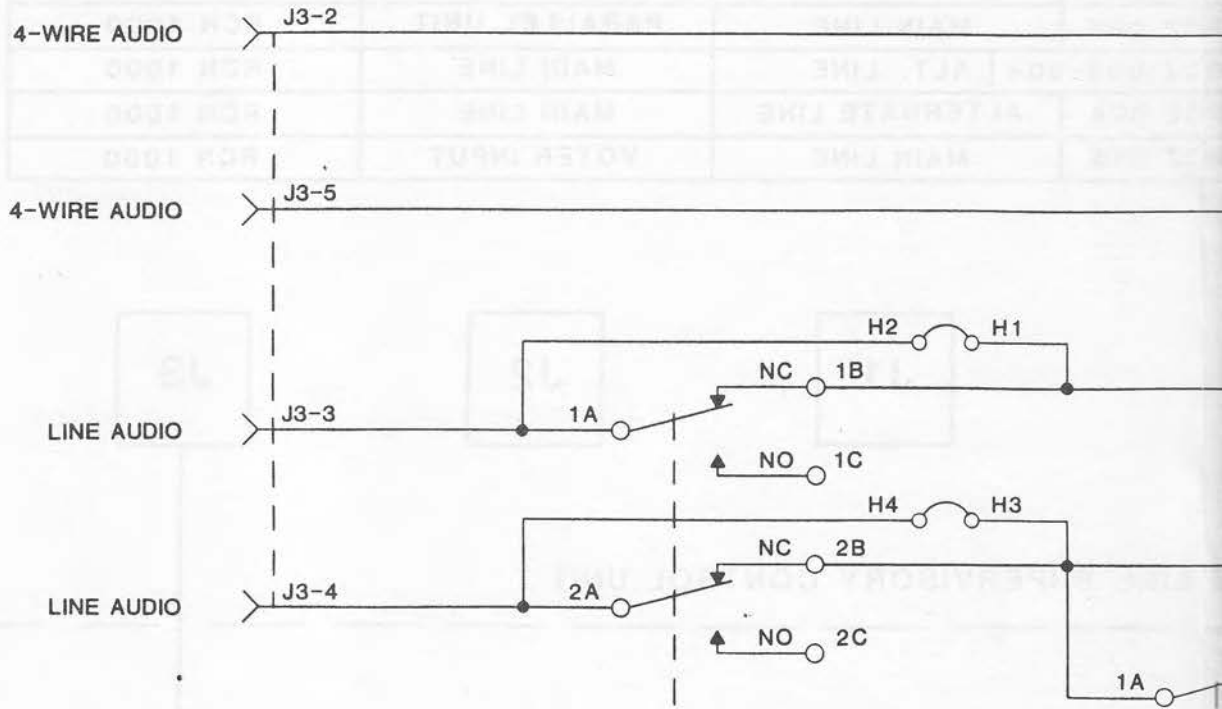 J3-2
4-WIRE AUDIO
J3-5
4-WIRE AUDIO
H2 H1
NC 1B
J3-3 1A
LINE AUDIO
NO 1C
H4 H3
NC 2B
J3-4 2A
LINE AUDIO
NO 2C
1A